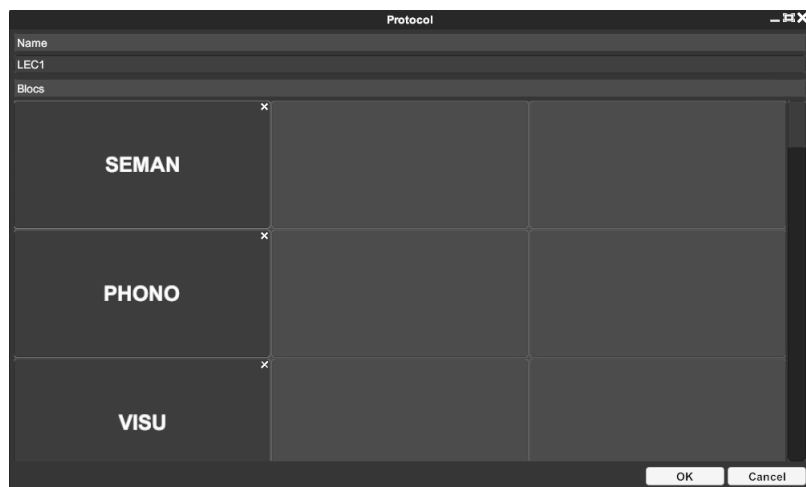 Protocol
Name
LEC1
Blocs
SEMAN
PHONO
VISU
OK Cancel